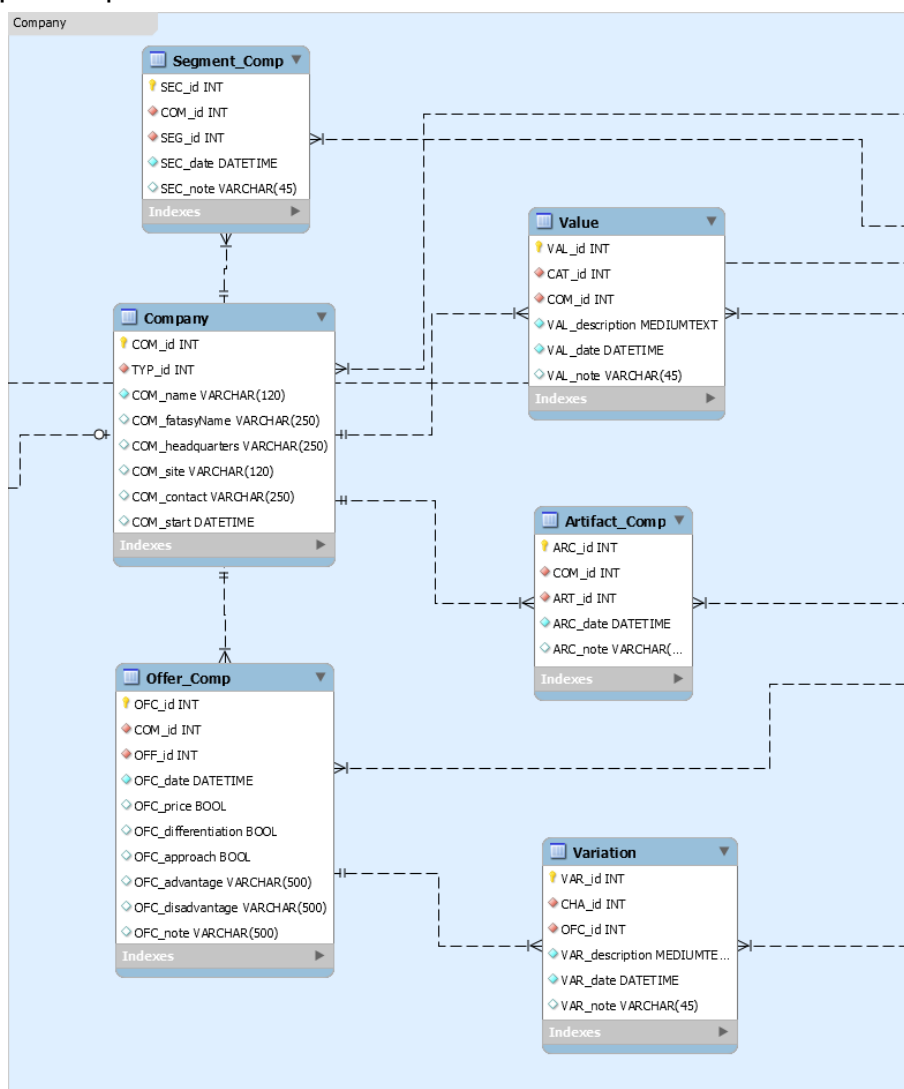 Company
Segment_Comp
SEC_id INT
COM_id INT
SEG_id INT
SEC_date DATETIME
SEC_note VARCHAR(45)
Indexes
Value
VAL_id INT
CAT_id INT
COM_id INT
VAL_description MEDIUMTEXT
VAL_date DATETIME
VAL_note VARCHAR(45)
Indexes
Company
COM_id INT
TYP_id INT
COM_name VARCHAR(120)
COM_fatasyName VARCHAR(250)
COM_headquarters VARCHAR(250)
COM_site VARCHAR(120)
COM_contact VARCHAR(250)
COM_start DATETIME
Indexes
Artifact_Comp
ARC_id INT
COM_id INT
ART_id INT
ARC_date DATETIME
ARC_note VARCHAR(...
Indexes
Offer_Comp
OFC_id INT
COM_id INT
OFF_id INT
OFC_date DATETIME
OFC_price BOOL
OFC_differentiation BOOL
OFC_approach BOOL
OFC_advantage VARCHAR(500)
OFC_disadvantage VARCHAR(500)
OFC_note VARCHAR(500)
Indexes
Variation
VAR_id INT
CHA_id INT
OFC_id INT
VAR_description MEDIUMTE...
VAR_date DATETIME
VAR_note VARCHAR(45)
Indexes